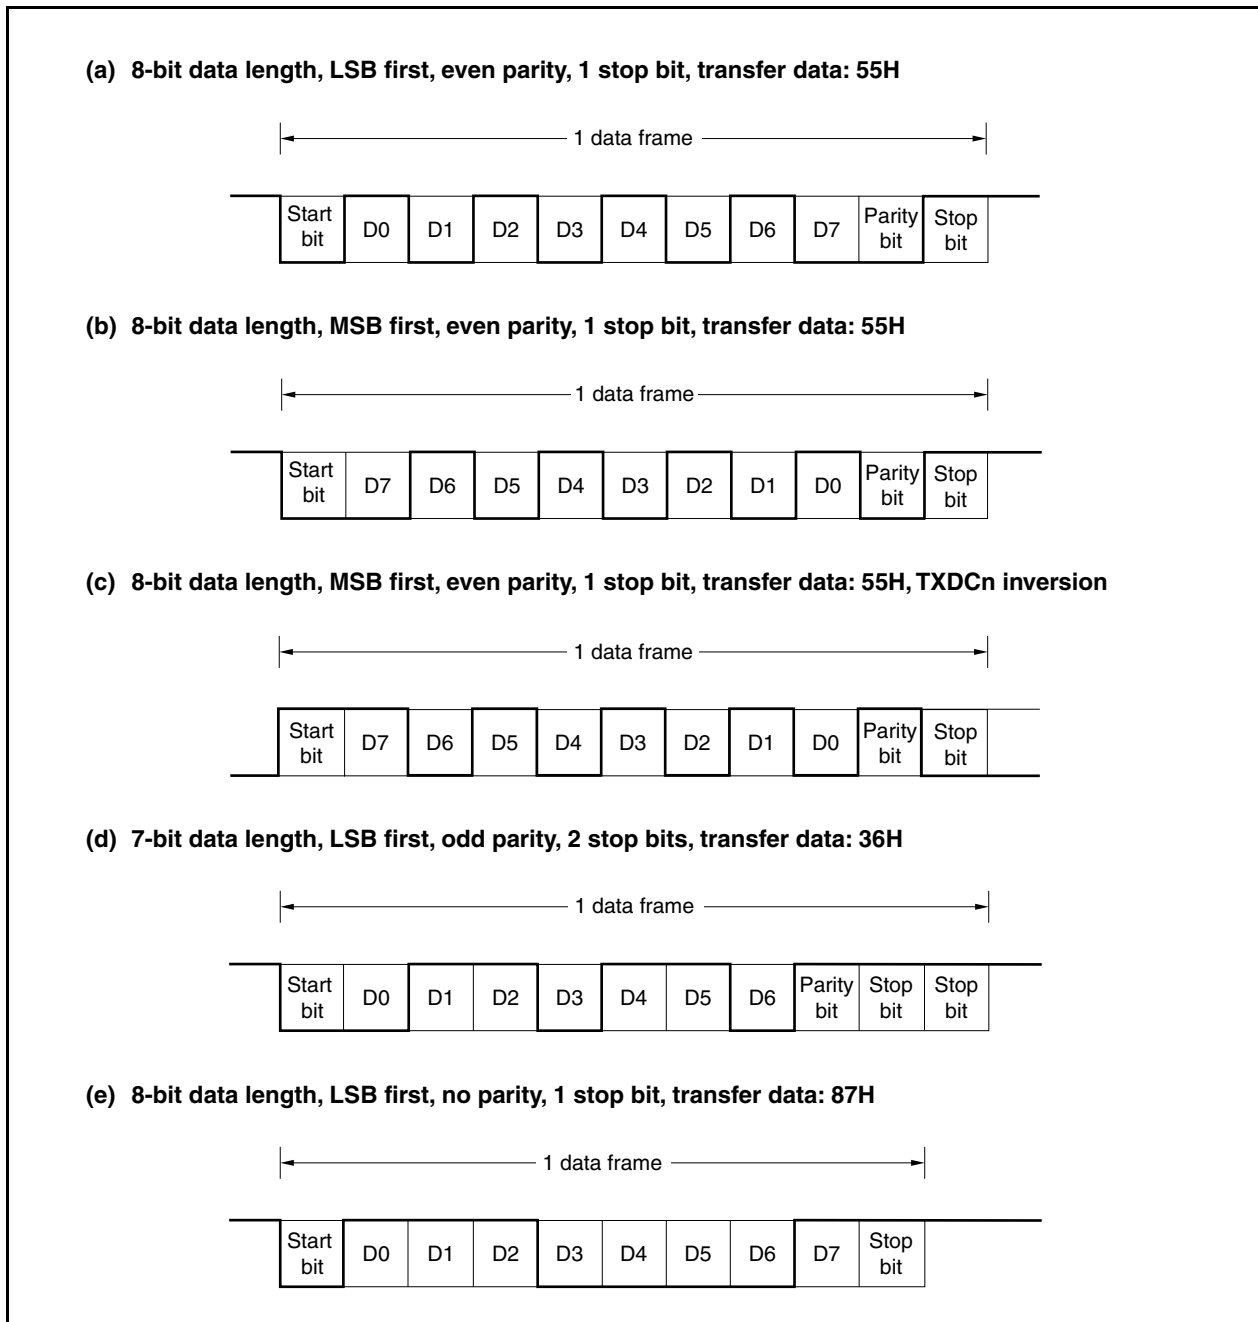 (a) 8-bit data length, LSB first, even parity, 1 stop bit, transfer data: 55H
1 data frame
Start bit D0 D1 D2 D3 D4 D5 D6 D7 Parity bit Stop bit
(b) 8-bit data length, MSB first, even parity, 1 stop bit, transfer data: 55H
1 data frame
Start bit D7 D6 D5 D4 D3 D2 D1 D0 Parity bit Stop bit
(c) 8-bit data length, MSB first, even parity, 1 stop bit, transfer data: 55H, TXDCn inversion
1 data frame
Start bit D7 D6 D5 D4 D3 D2 D1 D0 Parity bit Stop bit
(d) 7-bit data length, LSB first, odd parity, 2 stop bits, transfer data: 36H
1 data frame
Start bit D0 D1 D2 D3 D4 D5 D6 Parity bit Stop bit Stop bit
(e) 8-bit data length, LSB first, no parity, 1 stop bit, transfer data: 87H
1 data frame
Start bit D0 D1 D2 D3 D4 D5 D6 D7 Stop bit